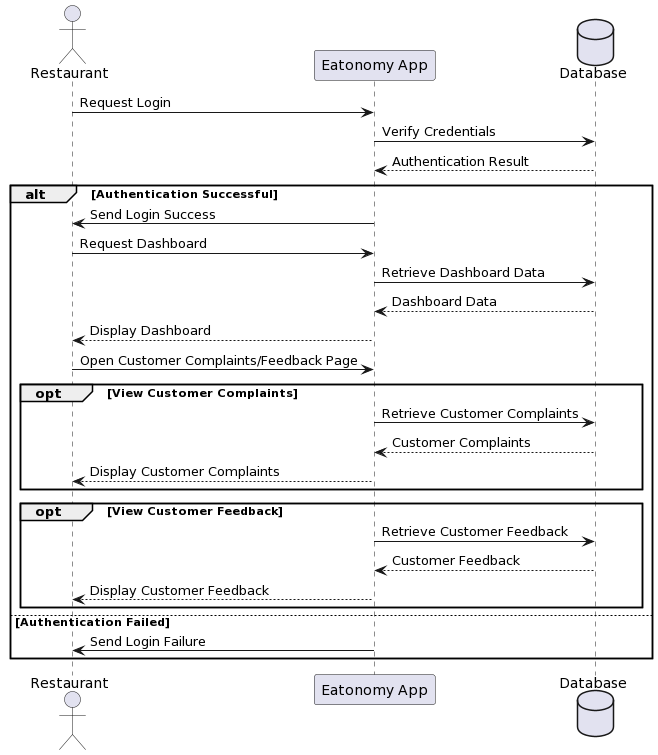 Restaurant
Eatonomy App
Database
Request Login
Verify Credentials
Authentication Result
alt [Authentication Successful]
Send Login Success
Request Dashboard
Retrieve Dashboard Data
Dashboard Data
Display Dashboard
Open Customer Complaints/Feedback Page
opt [View Customer Complaints]
Retrieve Customer Complaints
Customer Complaints
Display Customer Complaints
opt [View Customer Feedback]
Retrieve Customer Feedback
Customer Feedback
Display Customer Feedback
[Authentication Failed]
Send Login Failure
Restaurant
Eatonomy App
Database